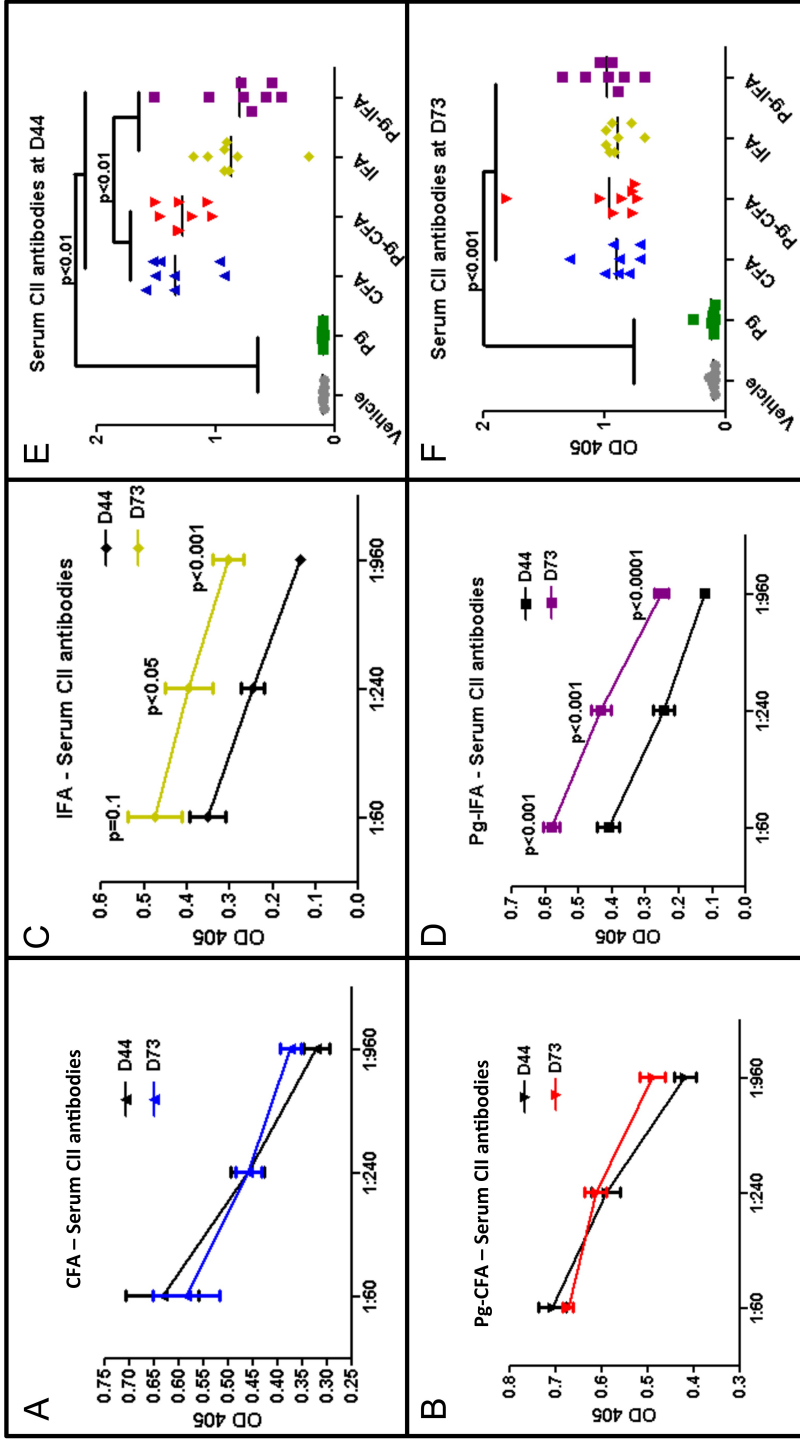 A
CFA – Serum CII antibodies
D44
D73
0.75
0.70
0.65
0.60
0.55
0.50
0.45
0.40
0.35
0.30
0.25
OD 405
1:60
1:240
1:960
B
Pg-CFA – Serum CII antibodies
D44
D73
0.8
0.7
0.6
0.5
0.4
0.3
OD 405
1:60
1:240
1:960
C
IFA - Serum CII antibodies
D44
D73
p=0.1
p<0.05
p<0.001
0.6
0.5
0.4
0.3
0.2
0.1
0.0
OD 405
1:60
1:240
1:960
D
Pg-IFA - Serum CII antibodies
D44
D73
p<0.001
p<0.001
p<0.0001
0.7
0.6
0.5
0.4
0.3
0.2
0.1
0.0
OD 405
1:60
1:240
1:960
E
Serum CII antibodies at D44
p<0.01
p<0.01
2
1
0
Vehicle
Pg
CFA
Pg-CFA
IFA
Pg-IFA
F
Serum CII antibodies at D73
p<0.001
2
1
0
OD 405
Vehicle
Pg
CFA
Pg-CFA
IFA
Pg-IFA